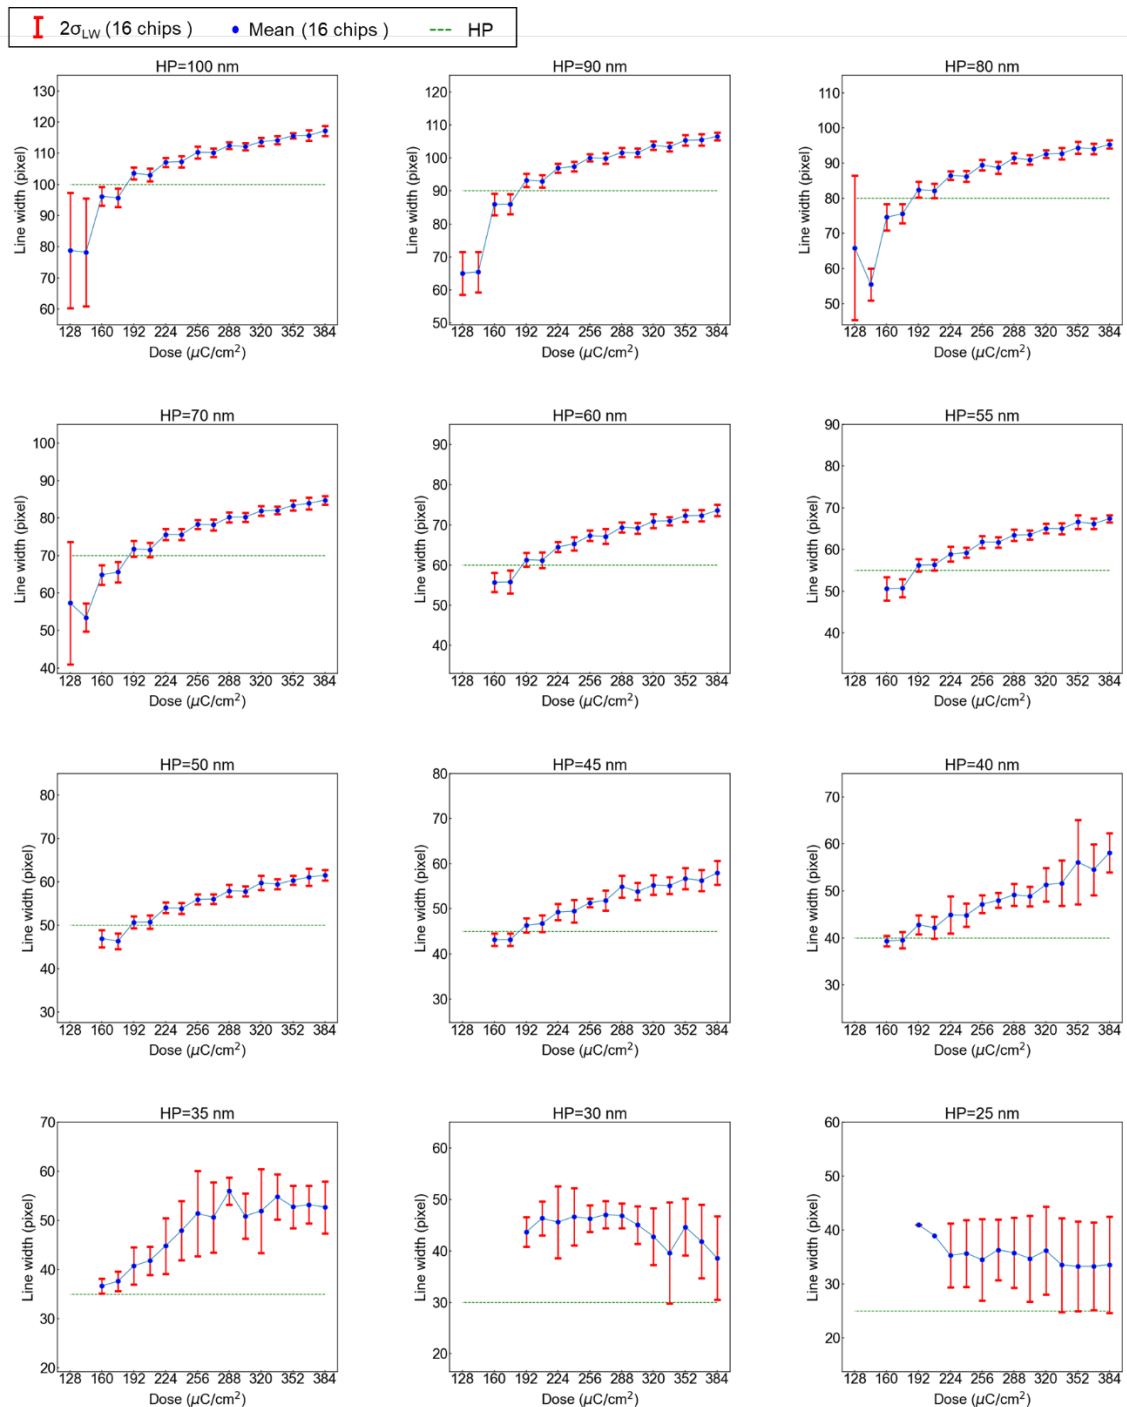 2σLW (16 chips ) Mean (16 chips ) HP
HP=100 nm HP=90 nm HP=80 nm
130
120
110
100
90
80
70
60
Line width (pixel)
128 160 192 224 256 288 320 352 384
Dose (μC/cm²)
120
110
100
90
80
70
60
50
Line width (pixel)
128 160 192 224 256 288 320 352 384
Dose (μC/cm²)
110
100
90
80
70
60
50
Line width (pixel)
128 160 192 224 256 288 320 352 384
Dose (μC/cm²)
HP=70 nm HP=60 nm HP=55 nm
100
90
80
70
60
50
40
Line width (pixel)
128 160 192 224 256 288 320 352 384
Dose (μC/cm²)
90
80
70
60
50
40
Line width (pixel)
128 160 192 224 256 288 320 352 384
Dose (μC/cm²)
90
80
70
60
50
40
Line width (pixel)
128 160 192 224 256 288 320 352 384
Dose (μC/cm²)
HP=50 nm HP=45 nm HP=40 nm
80
70
60
50
40
30
Line width (pixel)
128 160 192 224 256 288 320 352 384
Dose (μC/cm²)
80
70
60
50
40
30
Line width (pixel)
128 160 192 224 256 288 320 352 384
Dose (μC/cm²)
70
60
50
40
30
Line width (pixel)
128 160 192 224 256 288 320 352 384
Dose (μC/cm²)
HP=35 nm HP=30 nm HP=25 nm
70
60
50
40
30
20
Line width (pixel)
128 160 192 224 256 288 320 352 384
Dose (μC/cm²)
60
50
40
30
20
Line width (pixel)
128 160 192 224 256 288 320 352 384
Dose (μC/cm²)
60
50
40
30
20
Line width (pixel)
128 160 192 224 256 288 320 352 384
Dose (μC/cm²)